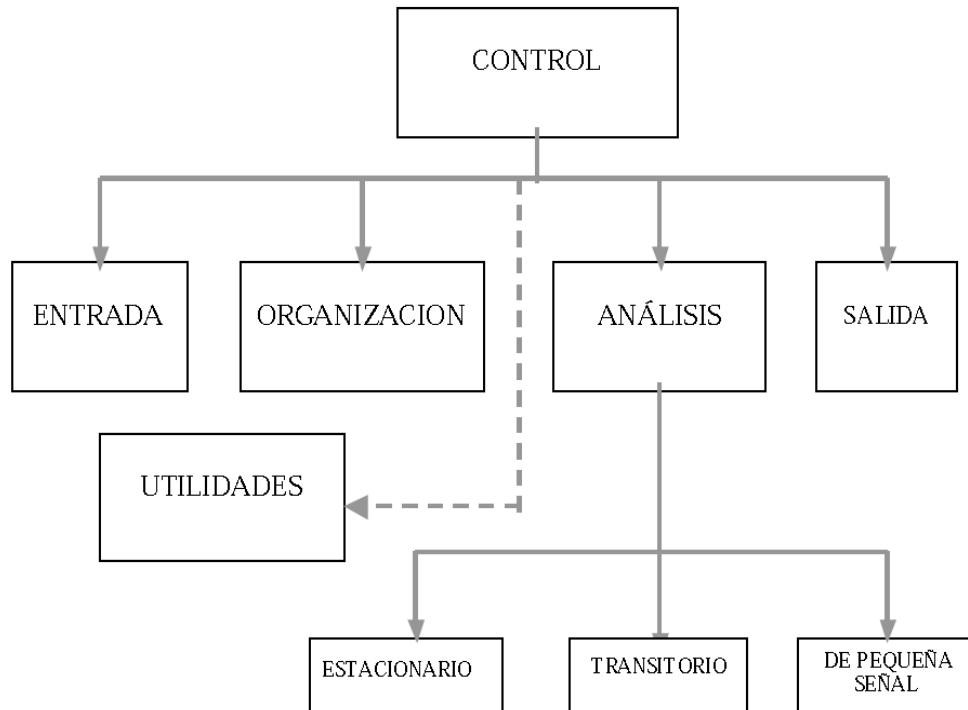 CONTROL
ENTRADA
ORGANIZACION
ANÁLISIS
SALIDA
UTILIDADES
ESTACIONARIO
TRANSITORIO
DE PEQUEÑA
SEÑAL